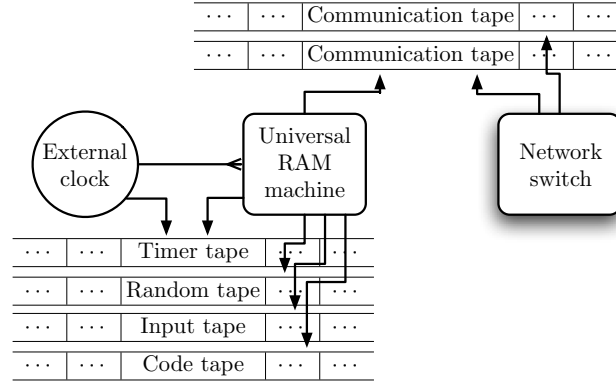 ··· ··· Communication tape ··· ···
··· ··· Communication tape ··· ···
External
clock
Universal
RAM
machine
Network
switch
··· ··· Timer tape ··· ···
··· ··· Random tape ··· ···
··· ··· Input tape ··· ···
··· ··· Code tape ··· ···